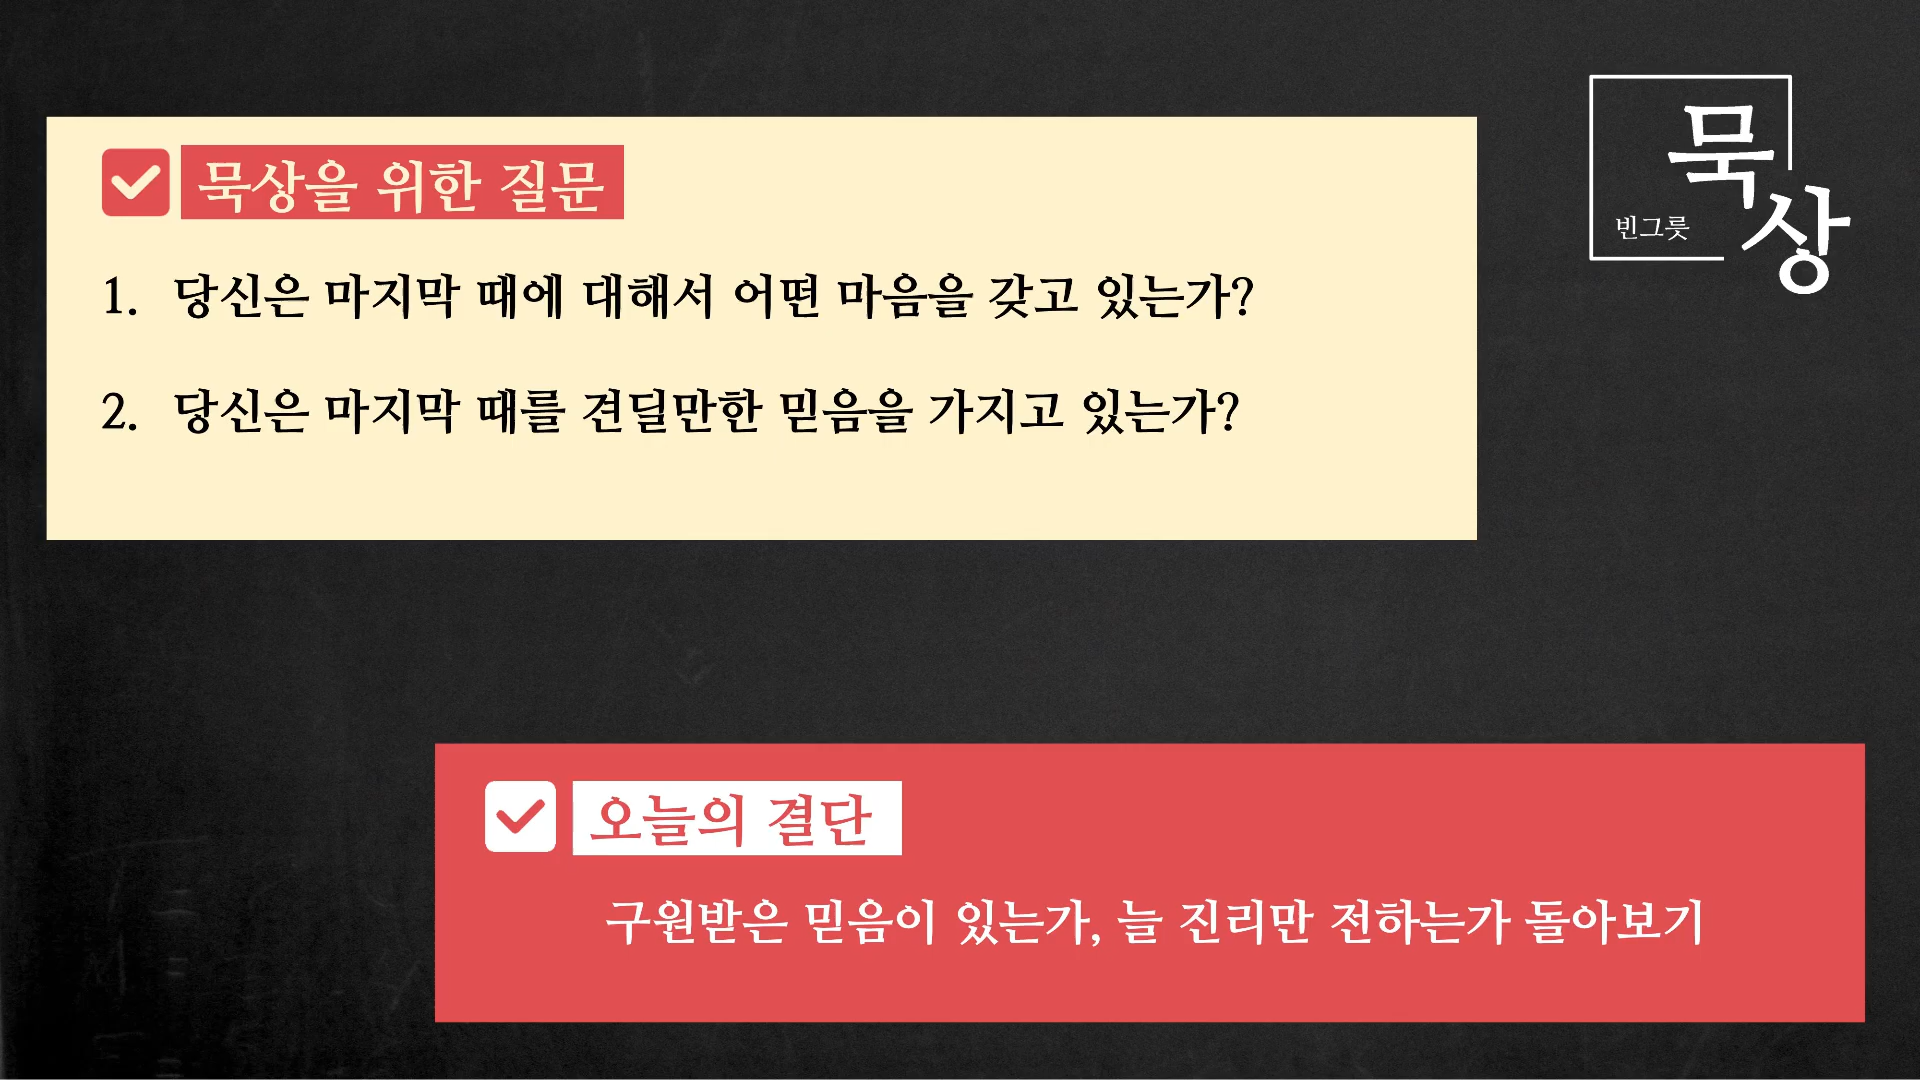 묵상을 위한 질문
1. 당신은 마지막 때에 대해서 어떤 마음을 갖고 있는가?
2. 당신은 마지막 때를 견딜만한 믿음을 가지고 있는가?
묵상
빈그릇
오늘의 결단
구원받은 믿음이 있는가, 늘 진리만 전하는가 돌아보기